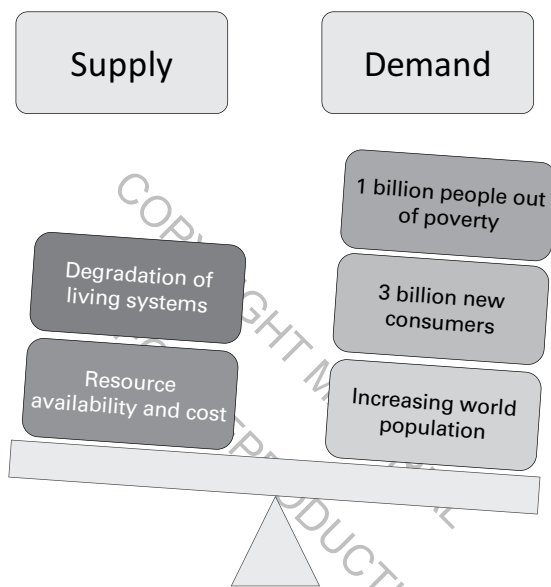 Supply
Demand
Degradation of
living systems
Resource
availability and cost
1 billion people out
of poverty
3 billion new
consumers
Increasing world
population
COPYRIGHT M